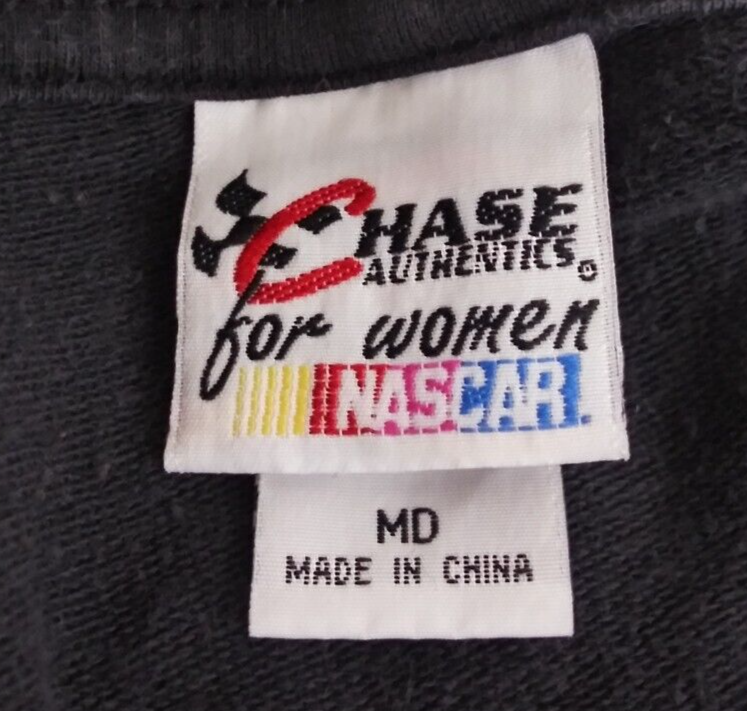 CHASE
AUTHENTICS
for women
NASCAR
MD
MADE IN CHINA